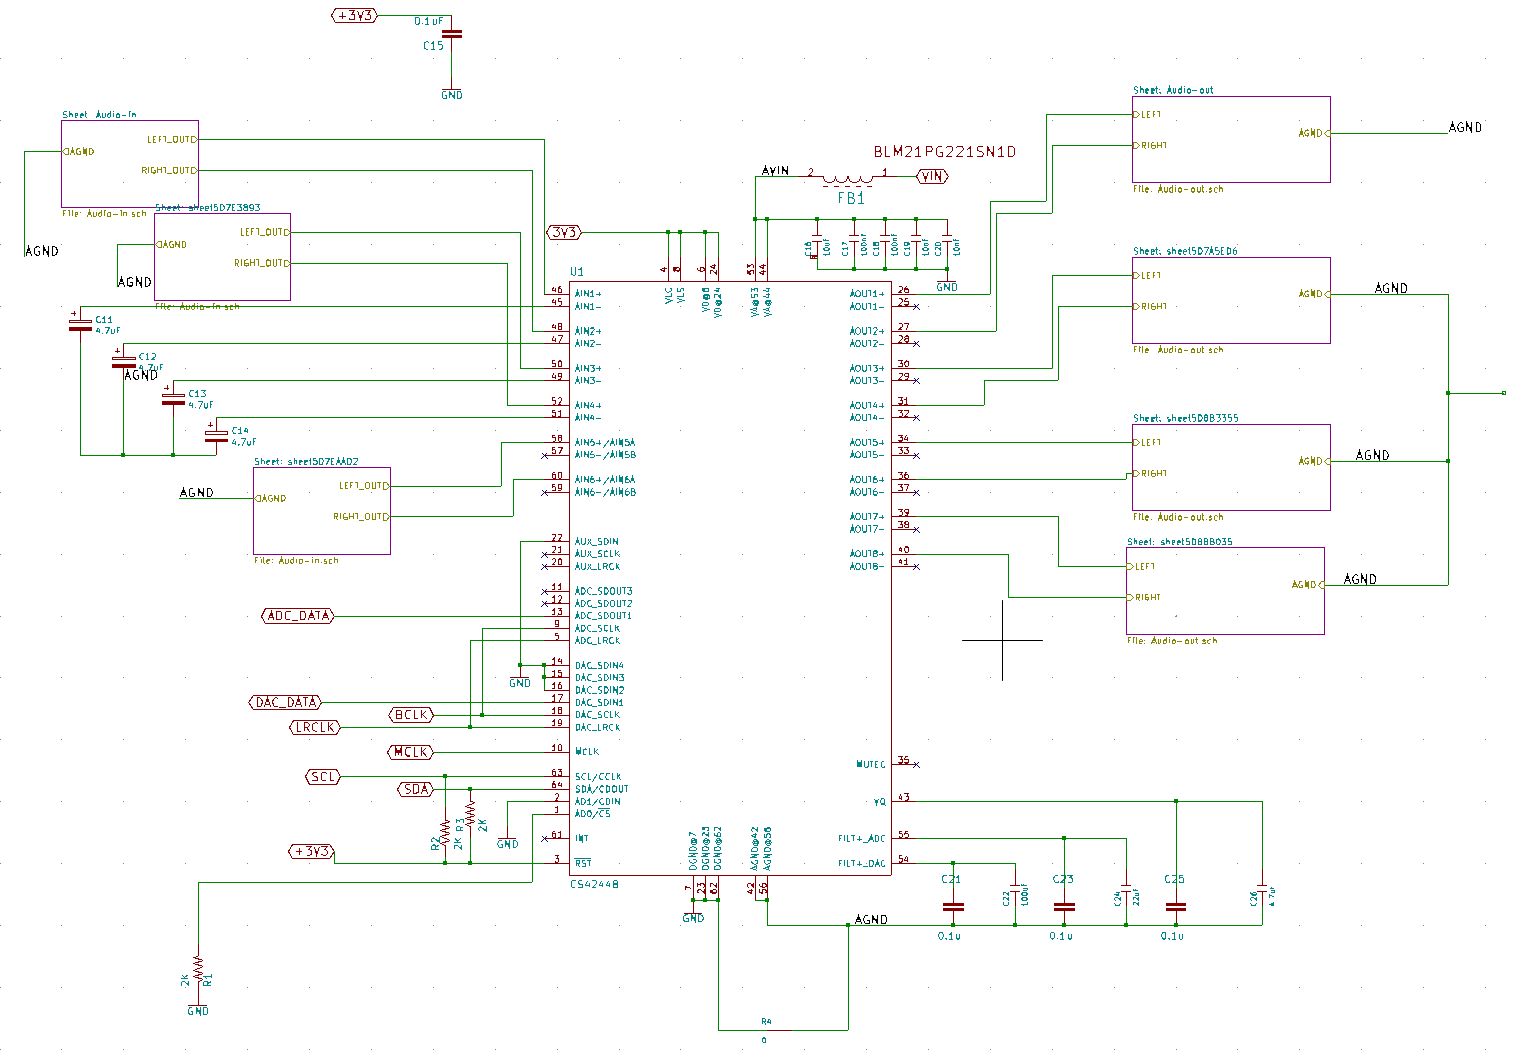 +3V3
0.1uF
C15
GND
Sheet: Audio-in
LEFT_OUT
AGND
RIGHT_OUT
File: Audio-in.sch
AGND
Sheet: sheet5D7E3893
LEFT_OUT
AGND
RIGHT_OUT
AGND
File: Audio-in.sch
C11
4.7uF
C12
4.7uF
AGND
C13
4.7uF
C14
4.7uF
Sheet: sheet5D7EAAD2
LEFT_OUT
AGND
AGND
RIGHT_OUT
File: Audio-in.sch
BLM21PG221SN1D
AVIN
2
1
VIN
FB1
3V3
C16
100uF
C17
100nF
C18
100nF
C19
10nF
C20
10nF
GND
U1
4
8
6
24
53
44
VLC
VLS
VD@6
VD@24
VA@53
VA@44
46 AIN1+
45 AIN1-
48 AIN2+
47 AIN2-
50 AIN3+
49 AIN3-
52 AIN4+
51 AIN4-
58 AIN5+/AIN5A
57 AIN5-/AIN5B
60 AIN6+/AIN6A
59 AIN6-/AIN6B
22 AUX_SDIN
21 AUX_SCLK
20 AUX_LRCK
11 ADC_SDOUT3
12 ADC_SDOUT2
ADC_DATA
13 ADC_SDOUT1
9 ADC_SCLK
5 ADC_LRCK
14 DAC_SDIN4
15 DAC_SDIN3
GND
16 DAC_SDIN2
DAC_DATA
17 DAC_SDIN1
BCLK
18 DAC_SCLK
LRCLK
19 DAC_LRCK
MCLK
10 MCLK
SCL
63 SCL/CCLK
SDA
64 SDA/CDOUT
2 AD1/CDIN
1 AD0/CS
R2
2K
R3
2K
GND
61 INT
+3V3
3 RST
CS42448
AOUT1+ 26
AOUT1- 25
AOUT2+ 27
AOUT2- 28
AOUT3+ 30
AOUT3- 29
AOUT4+ 31
AOUT4- 32
AOUT5+ 34
AOUT5- 33
AOUT6+ 36
AOUT6- 37
AOUT7+ 39
AOUT7- 38
AOUT8+ 40
AOUT8- 41
MUTEC 35
VQ 43
FILT+_ADC 55
FILT+_DAC 54
DGND@7
DGND@23
DGND@62
AGND@42
AGND@56
7
23
62
42
56
GND
AGND
C21
0.1u
C22
100uF
C23
0.1u
C24
22uF
C25
0.1u
C26
4.7uF
2K
R1
GND
R4
0
Sheet: Audio-out
LEFT
AGND
AGND
RIGHT
File: Audio-out.sch
Sheet: sheet5D7A5ED6
LEFT
AGND
AGND
RIGHT
File: Audio-out.sch
Sheet: sheet5D8B3355
LEFT
AGND
AGND
RIGHT
File: Audio-out.sch
Sheet: sheet5D8BB035
LEFT
AGND
AGND
RIGHT
File: Audio-out.sch